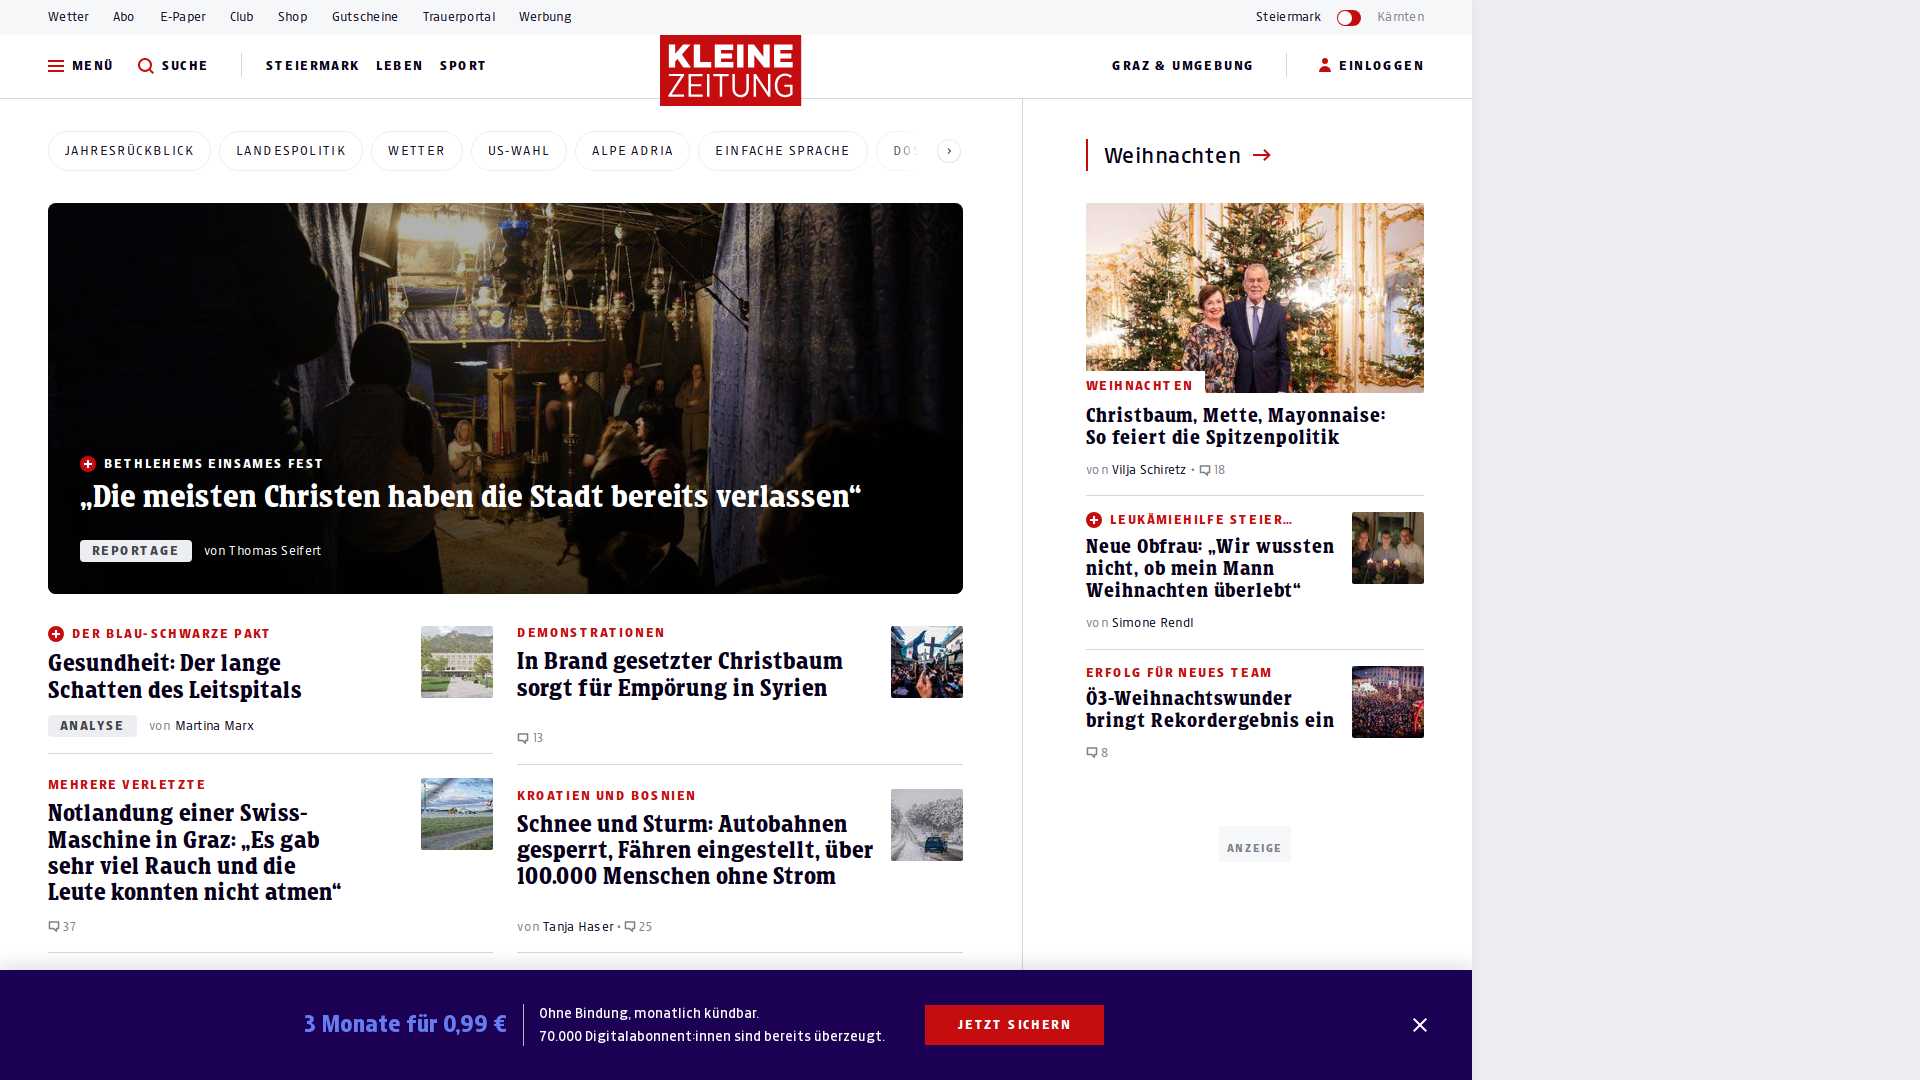 Wetter Abo E-Paper Club Shop Gutscheine Trauerportal Werbung
Steiermark Kärnten
MENÜ SUCHE STEIERMARK LEBEN SPORT
KLEINE
ZEITUNG
GRAZ & UMGEBUNG EINLOGGEN
JAHRESRÜCKBLICK LANDESPOLITIK WETTER US-WAHL ALPE ADRIA EINFACHE SPRACHE
BETHLEHEMS EINSAMES FEST
„Die meisten Christen haben die Stadt bereits verlassen“
REPORTAGE von Thomas Seifert
DER BLAU-SCHWARZE PAKT
Gesundheit: Der lange
Schatten des Leitspitals
ANALYSE von Martina Marx
MEHRERE VERLETZTE
Notlandung einer Swiss-
Maschine in Graz: „Es gab
sehr viel Rauch und die
Leute konnten nicht atmen“
37
DEMONSTRATIONEN
In Brand gesetzter Christbaum
sorgt für Empörung in Syrien
13
KROATIEN UND BOSNIEN
Schnee und Sturm: Autobahnen
gesperrt, Fähren eingestellt, über
100.000 Menschen ohne Strom
von Tanja Haser • 25
Weihnachten
WEIHNACHTEN
Christbaum, Mette, Mayonnaise:
So feiert die Spitzenpolitik
von Vilja Schiretz • 18
LEUKÄMIEHILFE STEIER...
Neue Obfrau: „Wir wussten
nicht, ob mein Mann
Weihnachten überlebt“
von Simone Rendl
ERFOLG FÜR NEUES TEAM
Ö3-Weihnachtswunder
bringt Rekordergebnis ein
8
ANZEIGE
3 Monate für 0,99 €
Ohne Bindung, monatlich kündbar.
70.000 Digitalabonnent:innen sind bereits überzeugt.
JETZT SICHERN